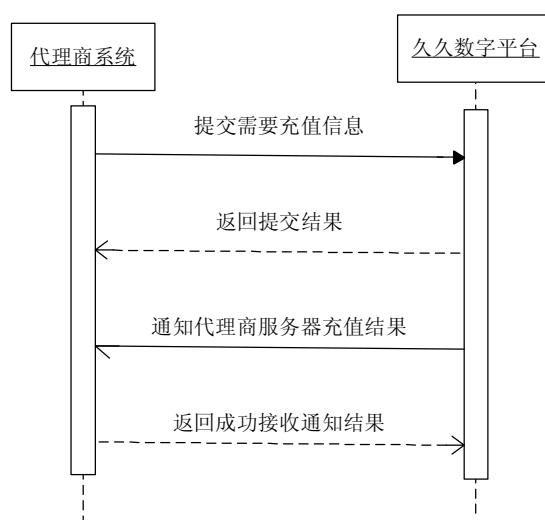 代理商系统
久久数字平台
提交需要充值信息
返回提交结果
通知代理商服务器充值结果
返回成功接收通知结果